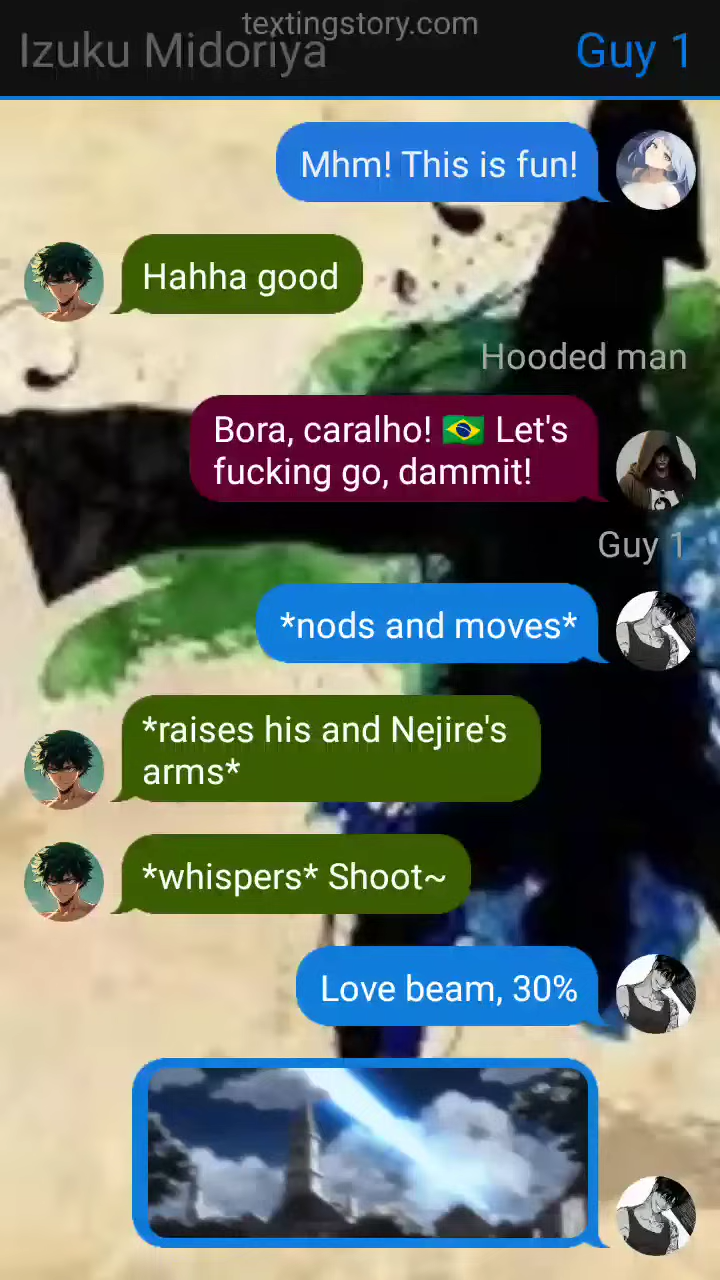 textingstory.com
Izuku Midoriya
Guy 1
Mhm! This is fun!
Hahha good
Hooded man
Bora, caralho! 🇧🇷 Let's
fucking go, dammit!
Guy 1
*nods and moves*
*raises his and Nejire's
arms*
*whispers* Shoot~
Love beam, 30%